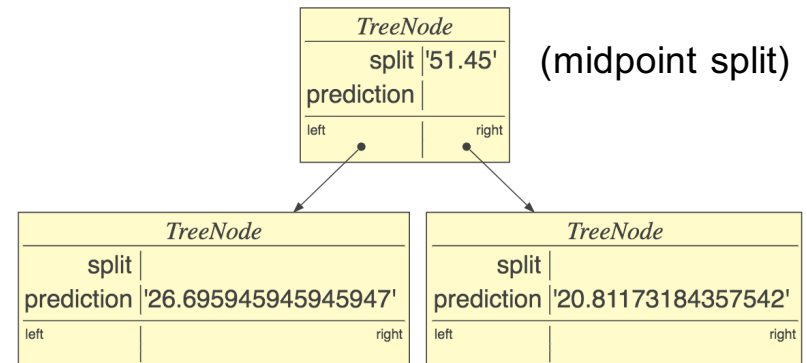 TreeNode
split '51.45'
(midpoint split)
prediction
left right
TreeNode
split
prediction '26.695945945945947'
left right
TreeNode
split
prediction '20.81173184357542'
left right